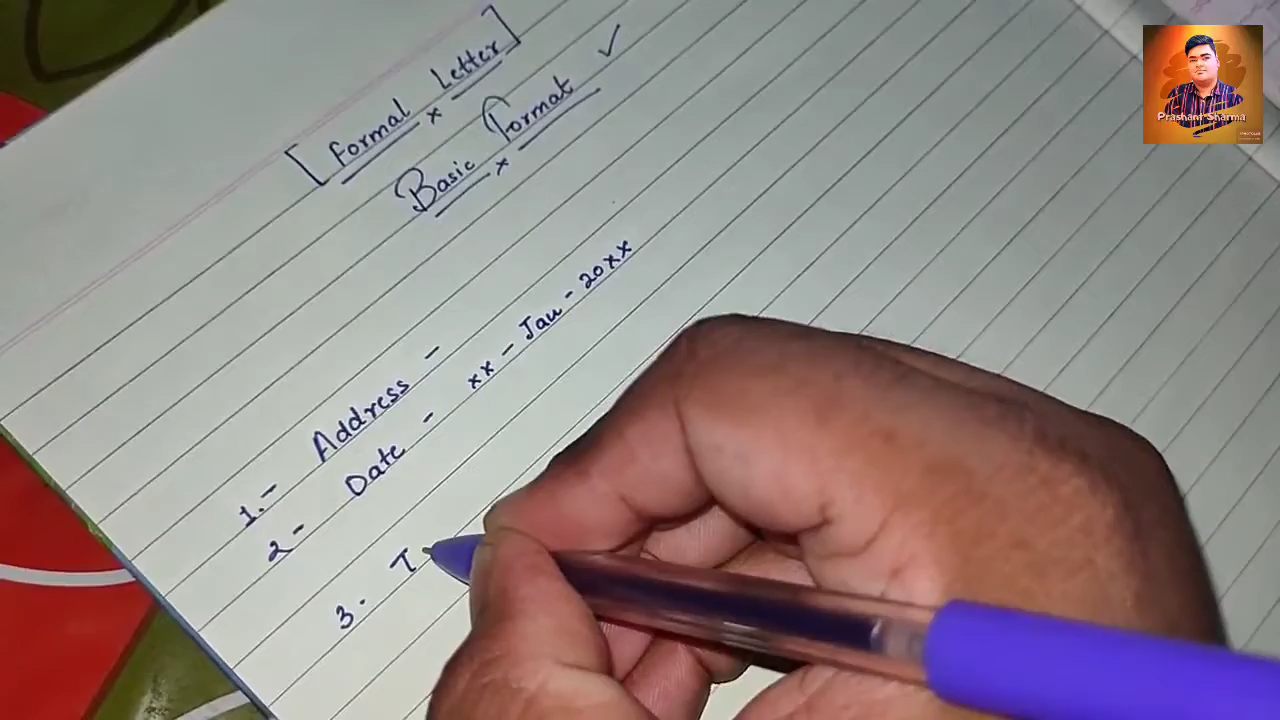 [Formal Letter]
Basic Format ✓
1.- Address -
2- Date - xx - Jan - 20xx
3. T
Prashant Sharma